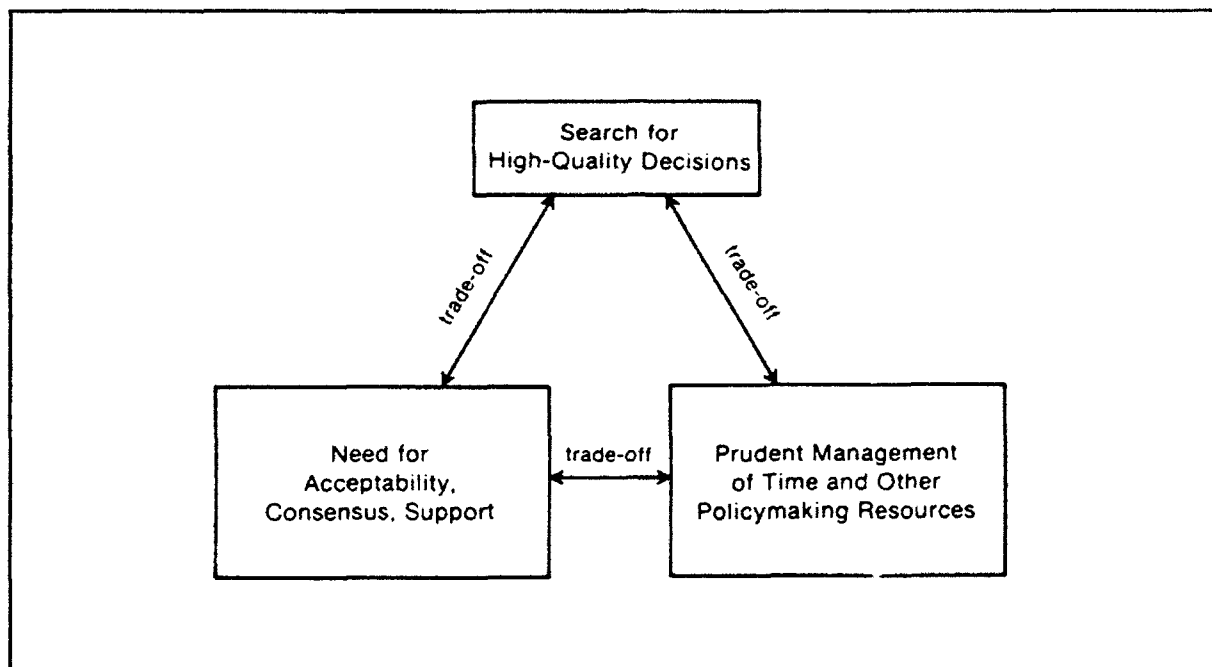 Search for
High-Quality Decisions
trade-off
trade-off
Need for
Acceptability,
Consensus, Support
trade-off
Prudent Management
of Time and Other
Policymaking Resources